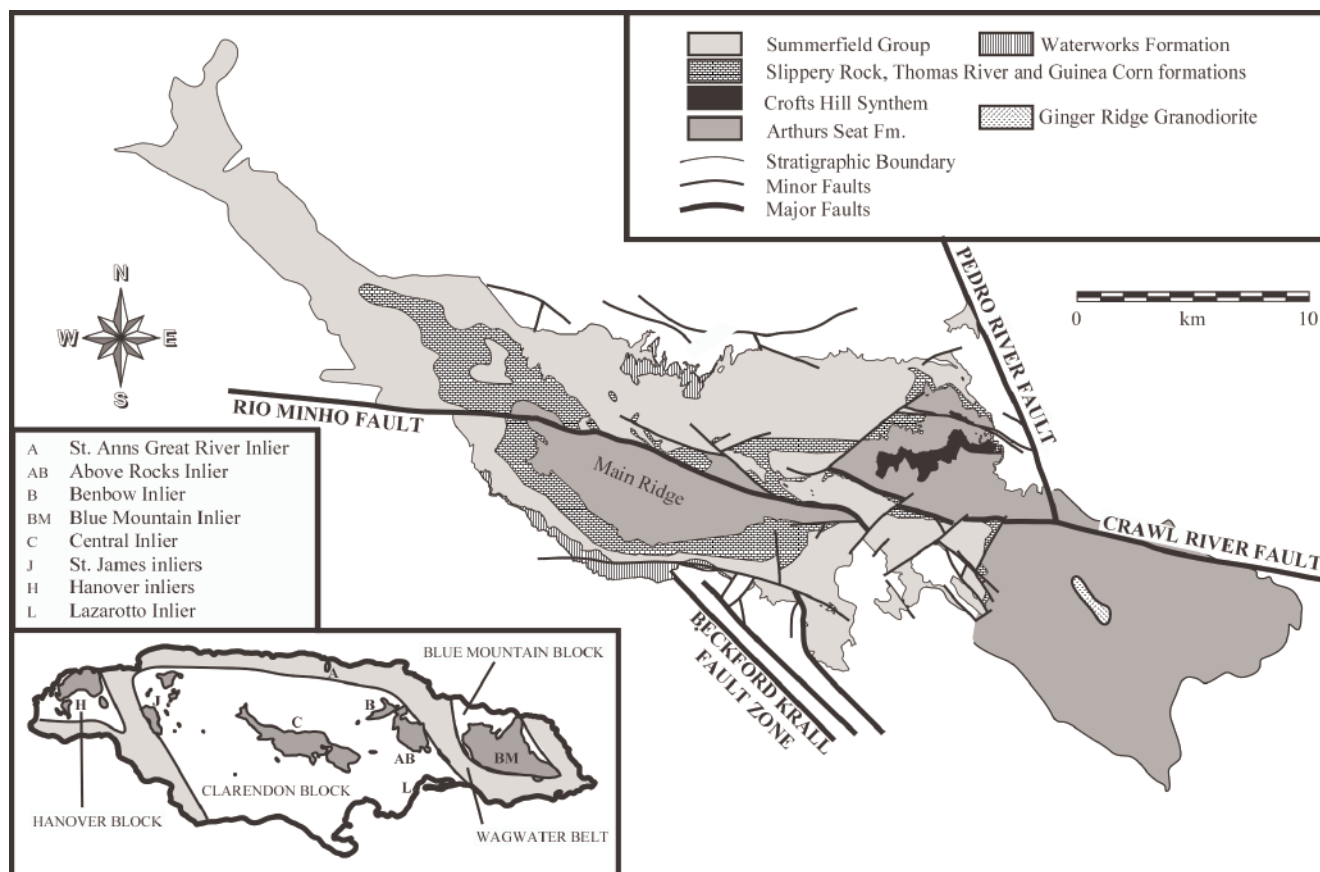 Summerfield Group
Waterworks Formation
Slippery Rock, Thomas River and Guinea Corn formations
Crofts Hill Synthem
Ginger Ridge Granodiorite
Arthurs Seat Fm.
Stratigraphic Boundary
Minor Faults
Major Faults
N
W E
S
PEDRO RIVER FAULT
0 km 10
RIO MINHO FAULT
Main Ridge
CRAWL RIVER FAULT
BECKFORD KRALL
FAULT ZONE
A St. Anns Great River Inlier
AB Above Rocks Inlier
B Benbow Inlier
BM Blue Mountain Inlier
C Central Inlier
J St. James inliers
H Hanover inliers
L Lazarotto Inlier
BLUE MOUNTAIN BLOCK
A
J
H
B
C
AB
BM
L
CLARENDON BLOCK
HANOVER BLOCK
WAGWATER BELT